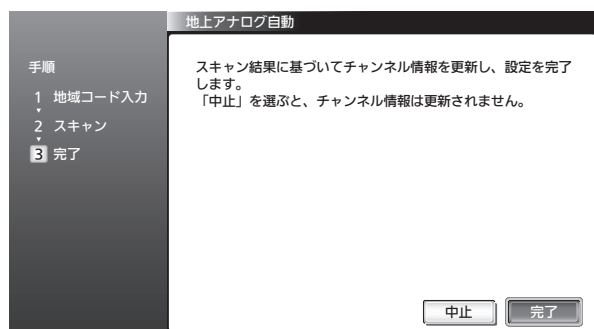 地上アナログ自動
手順
1 地域コード入力
2 スキャン
3 完了
スキャン結果に基づいてチャンネル情報を更新し、設定を完了
します。
「中止」を選ぶと、チャンネル情報は更新されません。
中止
完了